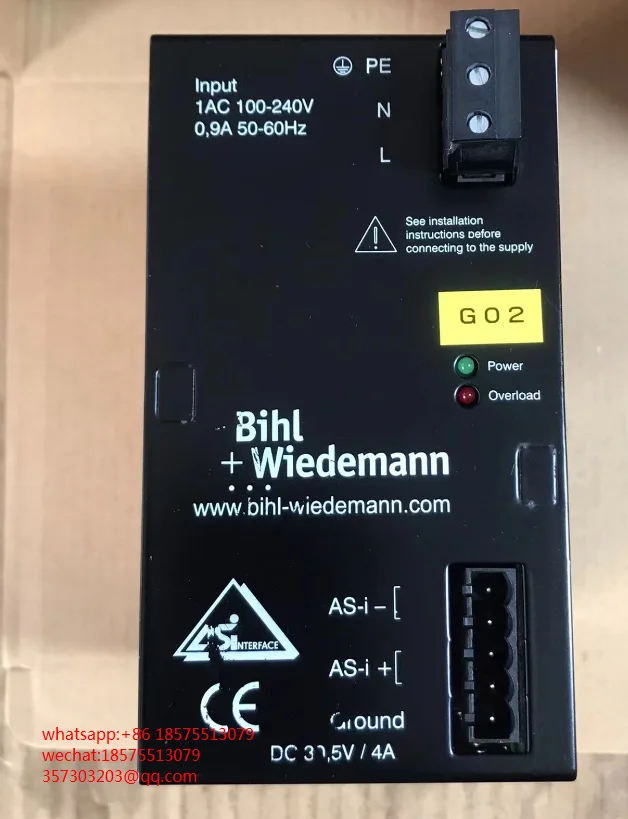 PE
Input
1AC 100-240V
N
0,9A 50-60Hz
L
See installation
instructions before
connecting to the supply
G02
Power
Overload
Bihl
+Wiedemann
www.bihl-wiedemann.com
AS-i –
ASi
INTERFACE
AS-i +
CE
Ground
DC 30,5V / 4A
whatsapp:+86 18575513079
wechat:18575513079
357303203@qq.com